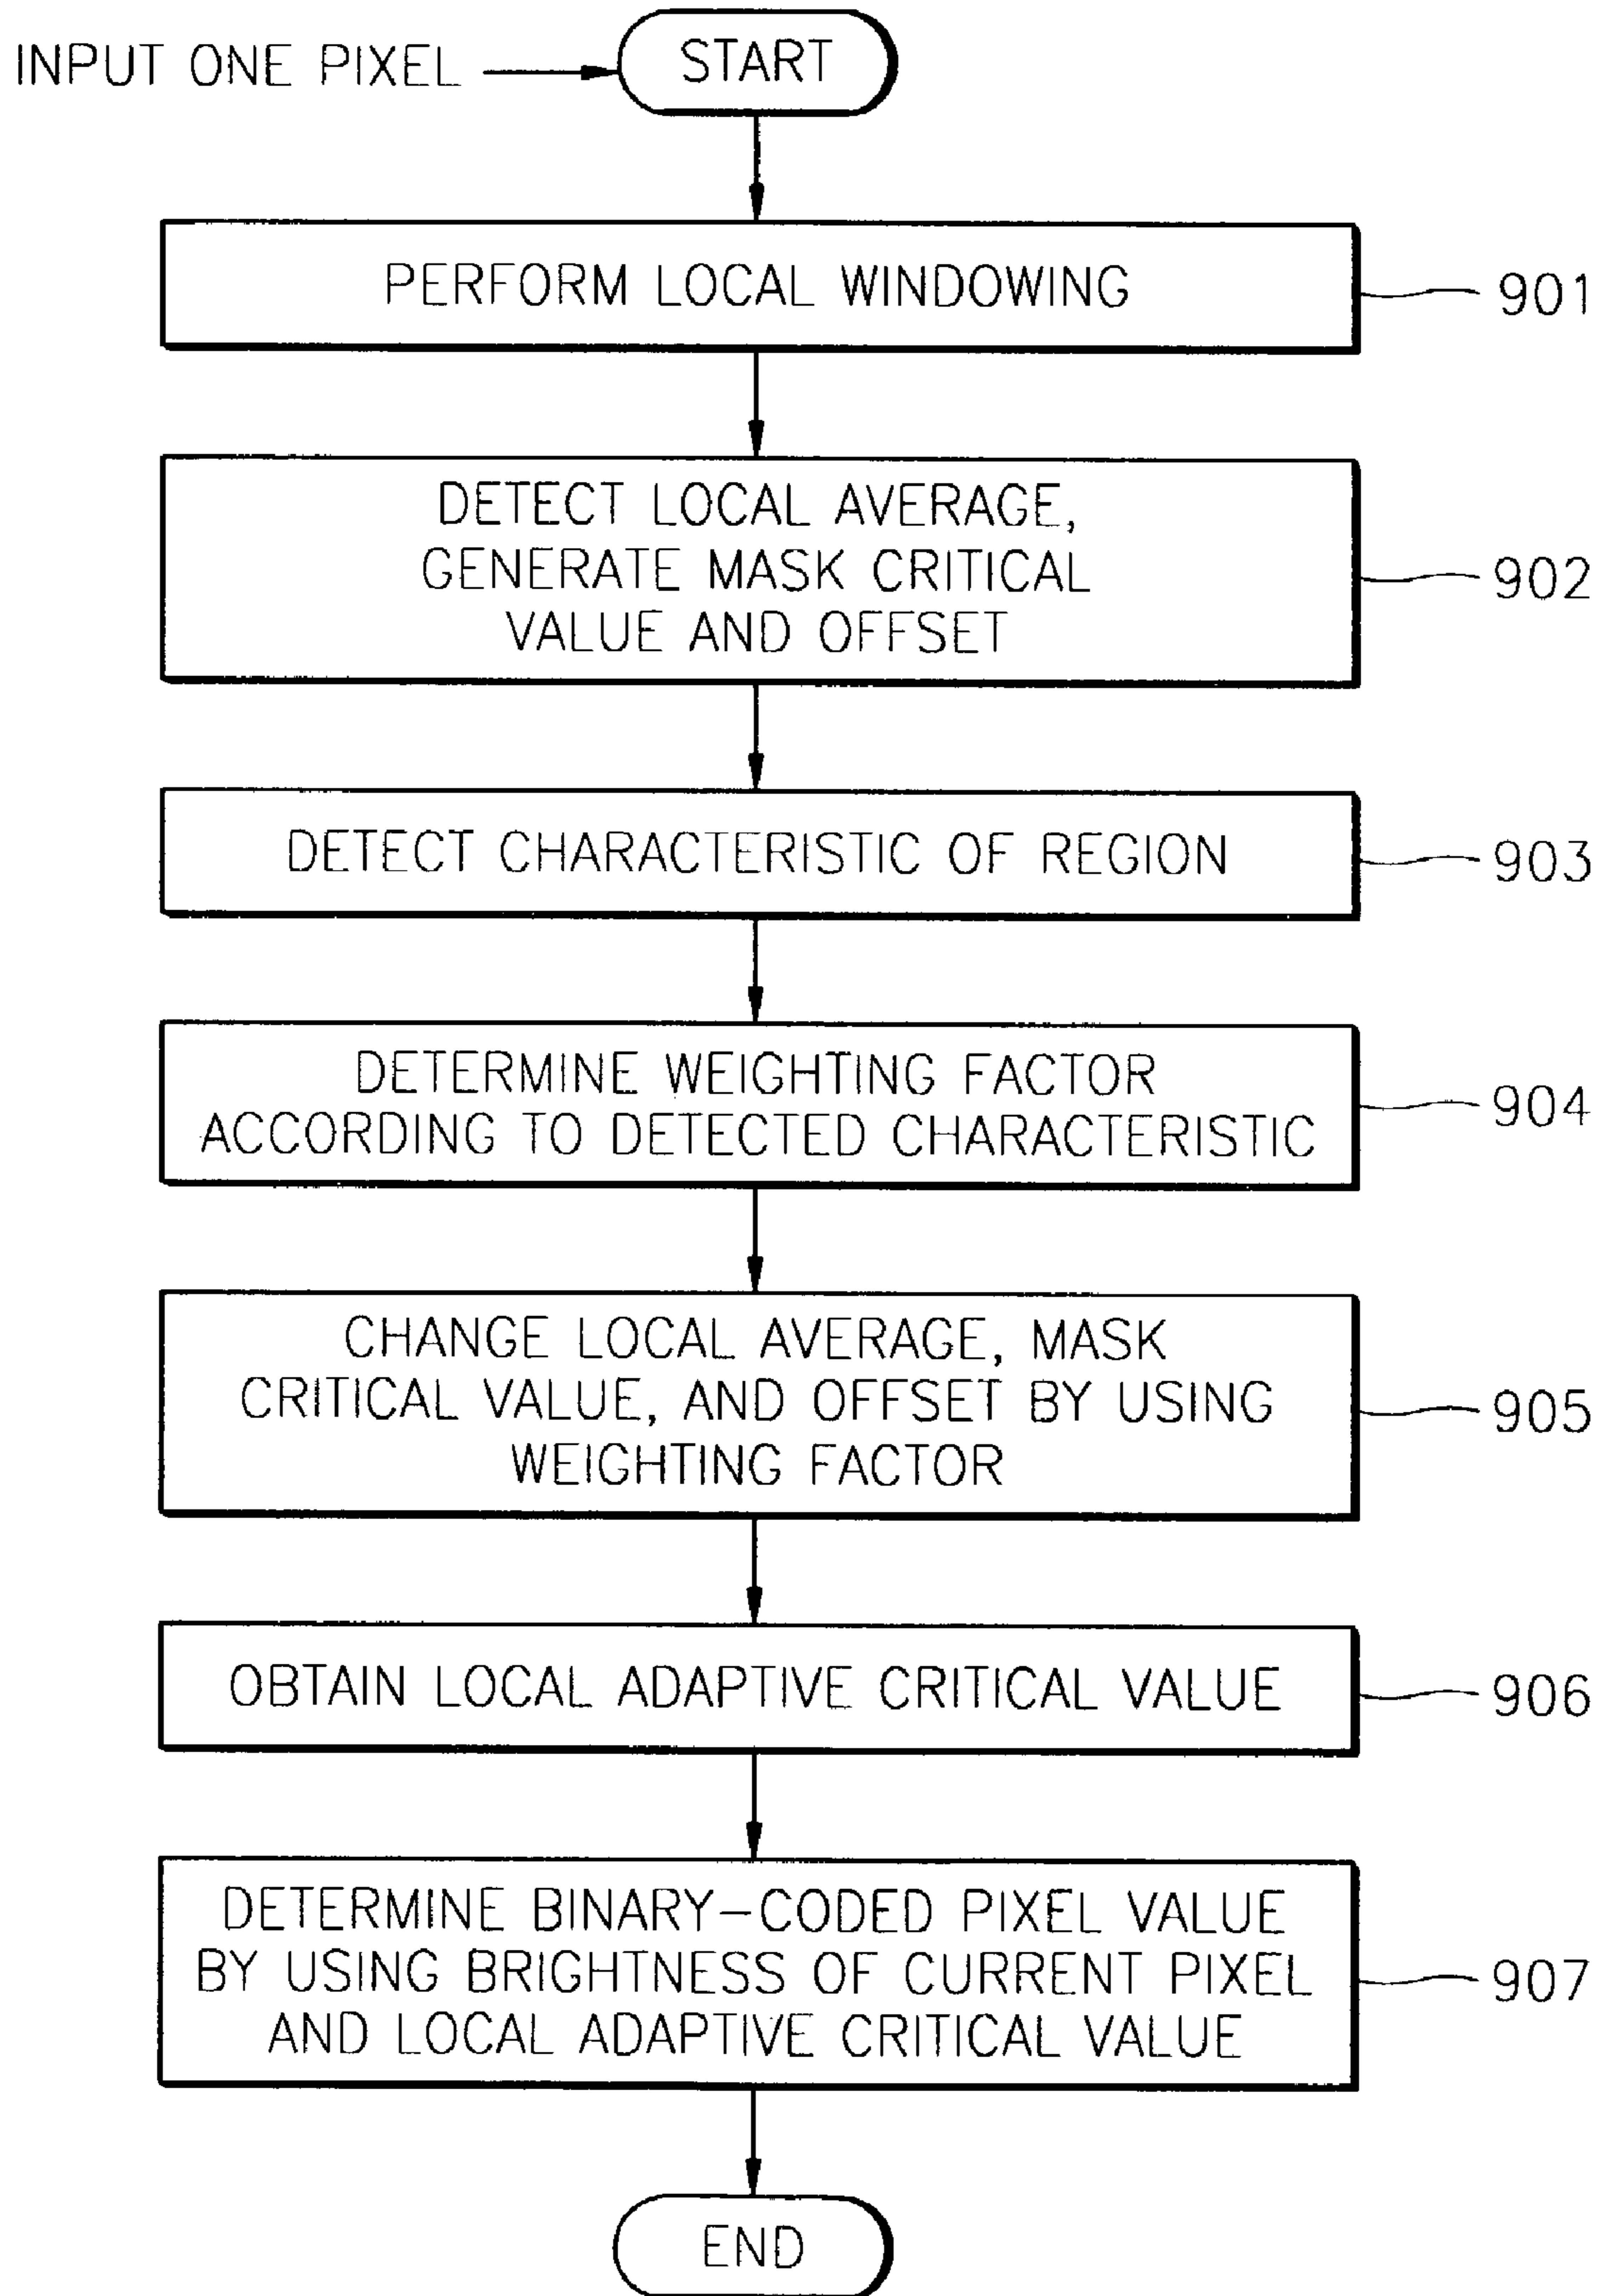 INPUT ONE PIXEL
START
PERFORM LOCAL WINDOWING
901
DETECT LOCAL AVERAGE,
GENERATE MASK CRITICAL
VALUE AND OFFSET
902
DETECT CHARACTERISTIC OF REGION
903
DETERMINE WEIGHTING FACTOR
ACCORDING TO DETECTED CHARACTERISTIC
904
CHANGE LOCAL AVERAGE, MASK
CRITICAL VALUE, AND OFFSET BY USING
WEIGHTING FACTOR
905
OBTAIN LOCAL ADAPTIVE CRITICAL VALUE
906
DETERMINE BINARY-CODED PIXEL VALUE
BY USING BRIGHTNESS OF CURRENT PIXEL
AND LOCAL ADAPTIVE CRITICAL VALUE
907
END